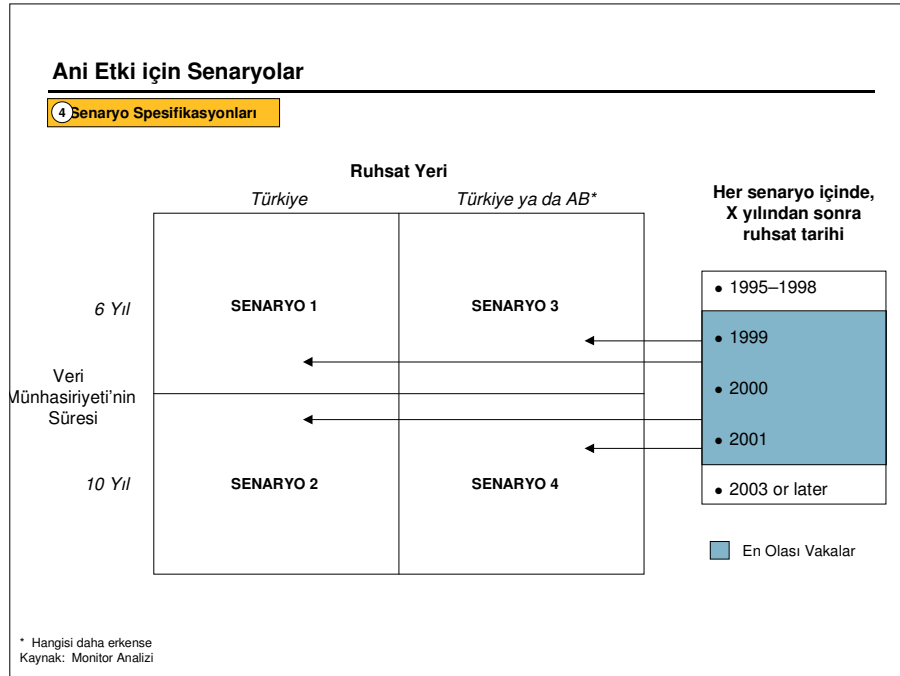 Ani Etki için Senaryolar
4 Senaryo Spesifikasyonları
Ruhsat Yeri
Türkiye
Türkiye ya da AB*
Her senaryo içinde,
X yılından sonra
ruhsat tarihi
6 Yıl
SENARYO 1
SENARYO 3
• 1995–1998
• 1999
• 2000
• 2001
• 2003 or later
Veri
Münhasiriyeti'nin
Süresi
10 Yıl
SENARYO 2
SENARYO 4
En Olası Vakalar
* Hangisi daha erkense
Kaynak: Monitor Analizi